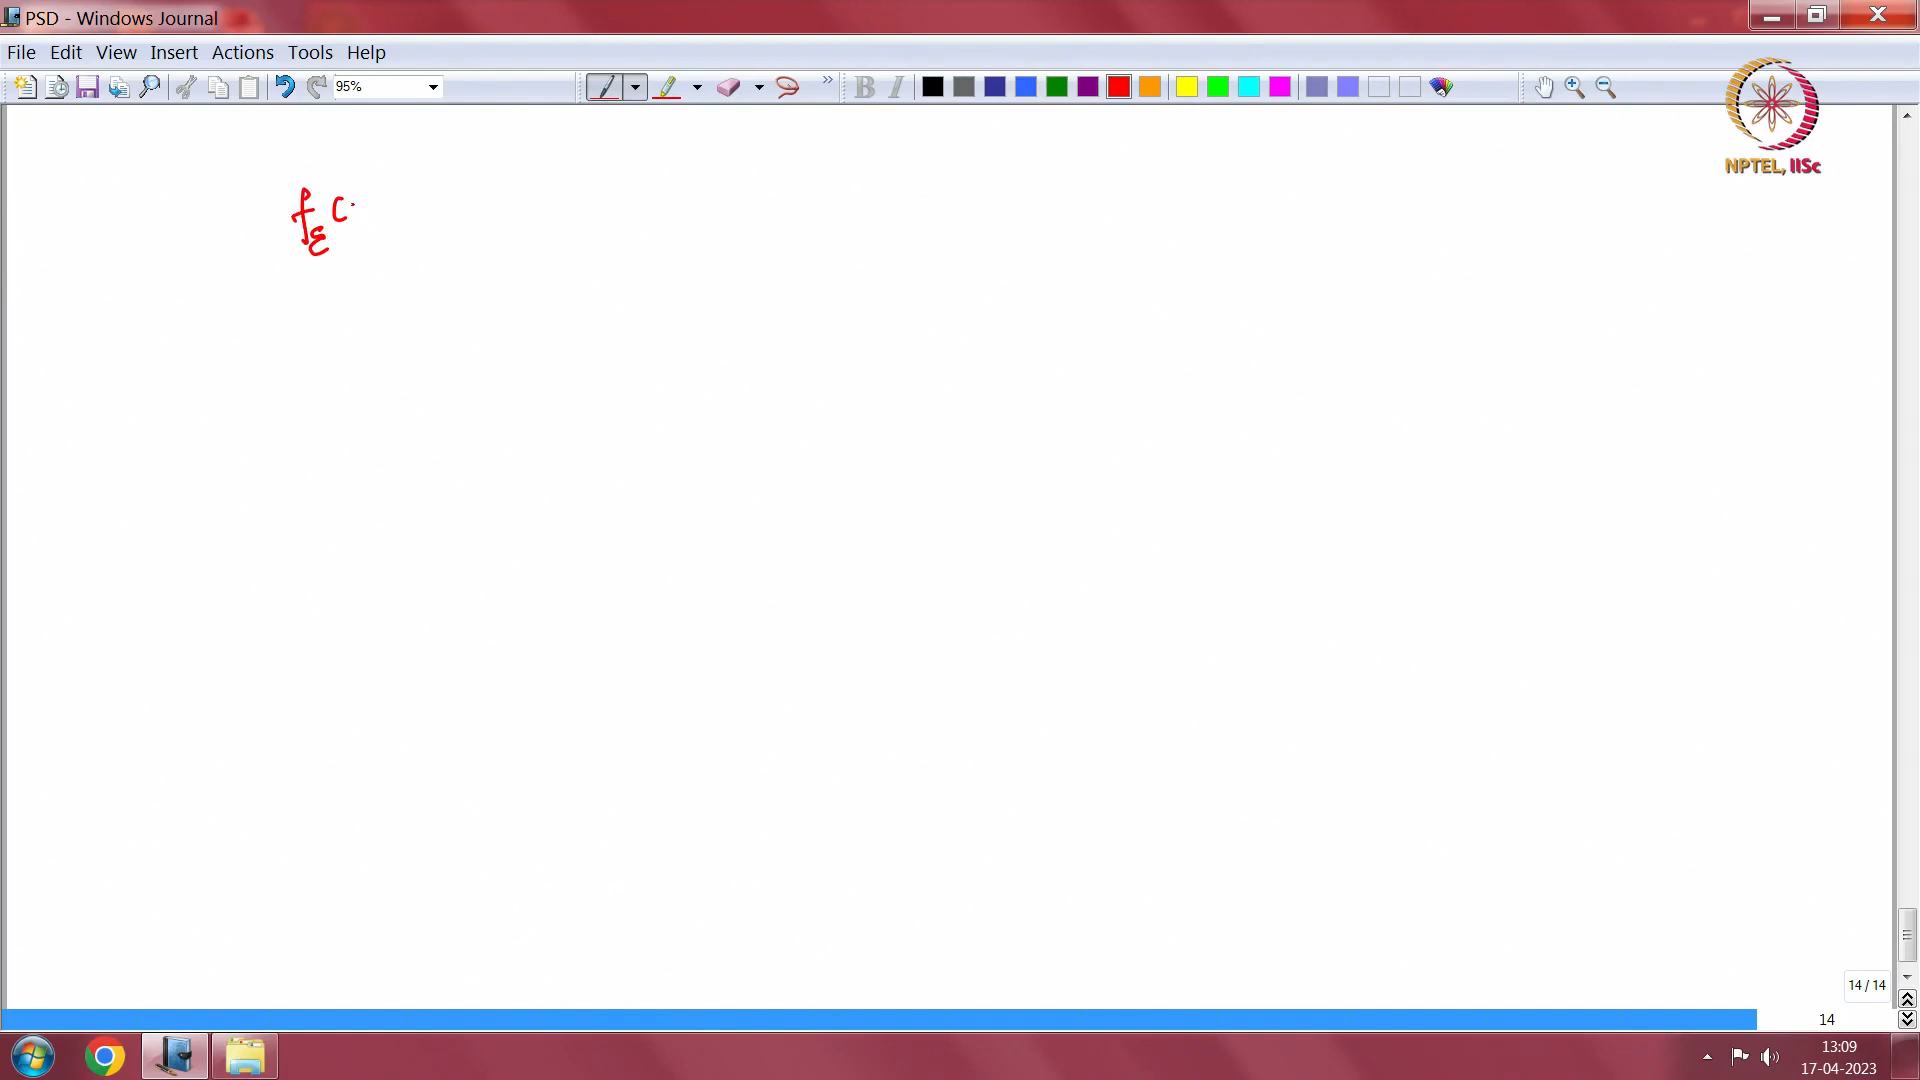 PSD - Windows Journal
File Edit View Insert Actions Tools Help
95%
B I
NPTEL, IISc
f_ξ(
14 / 14
14
13:09
17-04-2023